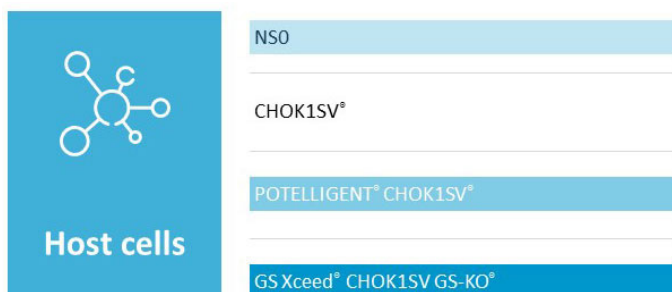 NS0
CHOK1SV®
POTELLIGENT® CHOK1SV®
Host cells
GS Xceed® CHOK1SV GS-KO®